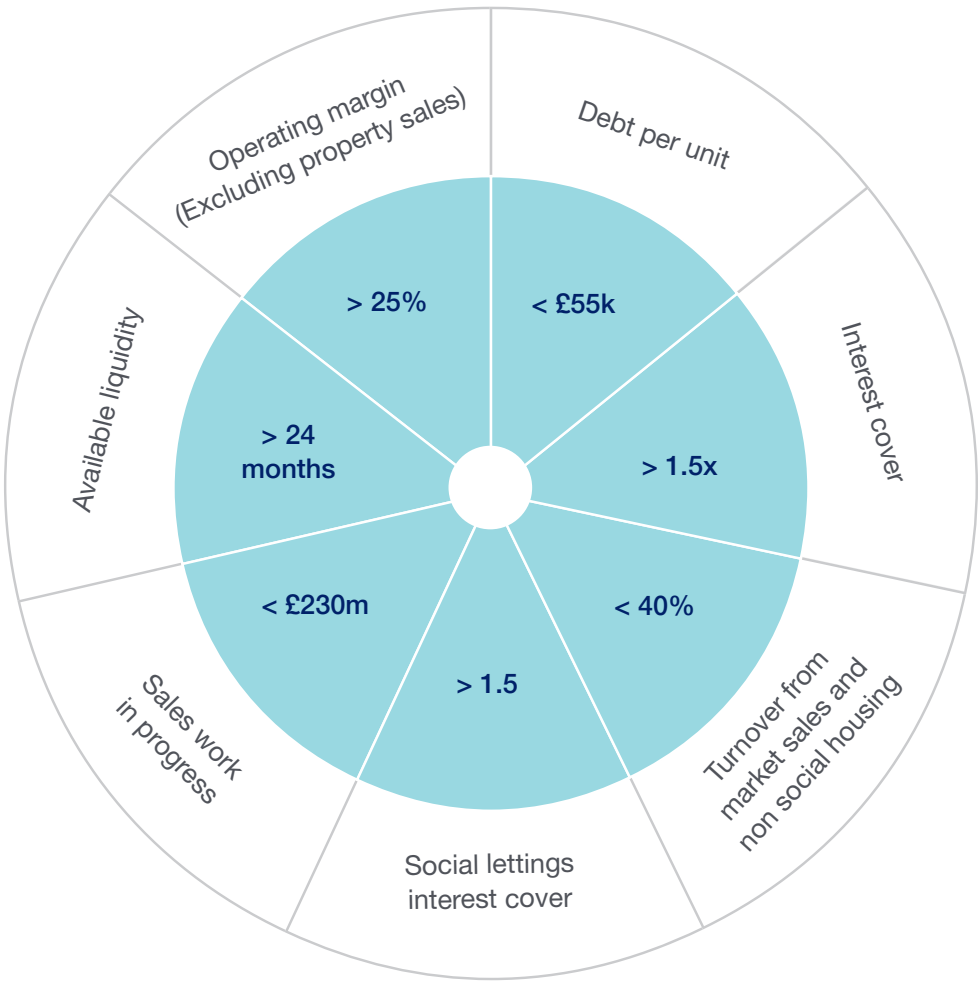 Operating margin
(Excluding property sales)
> 25%
Debt per unit
< £55k
Interest cover
> 1.5x
Turnover from
market sales and
non social housing
< 40%
Social lettings
interest cover
> 1.5
Sales work
in progress
< £230m
Available liquidity
> 24
months